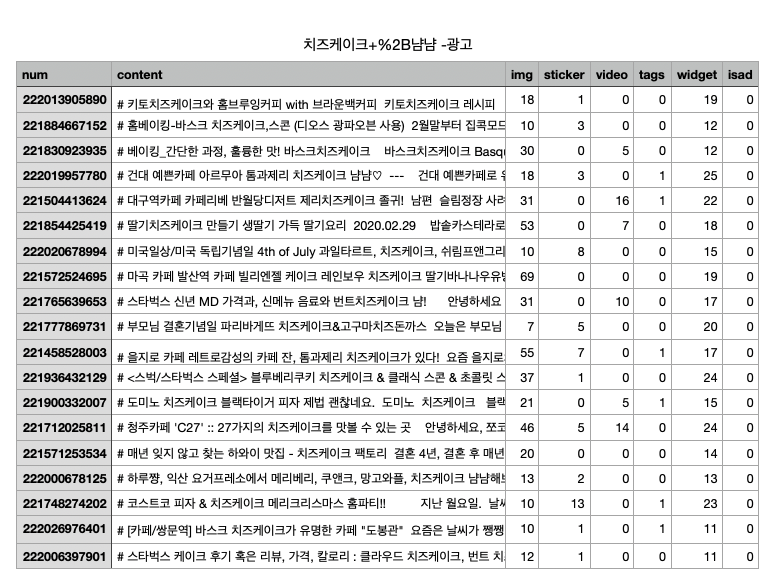 치즈케이크+%2B냠냠 -광고
num content img sticker video tags widget isad
222013905890 # 키토치즈케이크와 홈브루잉커피 with 브라운백커피 키토치즈케이크 레시피 18 1 0 0 19 0
221884667152 # 홈베이킹-바스크 치즈케이크,스콘 (디오스 광파오븐 사용) 2월말부터 집콕모드 10 3 0 0 12 0
221830923935 # 베이킹_간단한 과정, 훌륭한 맛! 바스크치즈케이크 바스크치즈케이크 Basqu 30 0 5 0 12 0
222019957780 # 건대 예쁜카페 아르무아 톰과제리 치즈케이크 냠냠♡ --- 건대 예쁜카페로 18 3 0 1 25 0
221504413624 # 대구역카페 카페리베 반월당디저트 제리치즈케이크 졸귀! 남편 슬림정장 사러 31 0 16 1 22 0
221854425419 # 딸기치즈케이크 만들기 생딸기 가득 딸기요리 2020.02.29 밥솥카스테라로 53 0 7 0 18 0
222020678994 # 미국일상/미국 독립기념일 4th of July 과일타르트, 치즈케이크, 쉬림프앤그리 10 8 0 0 15 0
221572524695 # 마곡 카페 발산역 카페 빌리엔젤 케이크 레인보우 치즈케이크 딸기바나나우유 69 0 0 0 19 0
221765639653 # 스타벅스 신년 MD 가격과, 신메뉴 음료와 번트치즈케이크 냠! 안녕하세요 31 0 10 0 17 0
221777869731 # 부모님 결혼기념일 파리바게뜨 치즈케이크&고구마치즈돈까스 오늘은 부모님 7 5 0 0 20 0
221458528003 # 을지로 카페 레트로감성의 카페 잔, 톰과제리 치즈케이크가 있다! 요즘 을지로 55 7 0 1 17 0
221936432129 # <스벅/스타벅스 스페셜> 블루베리쿠키 치즈케이크 & 클래식 스콘 & 초콜릿 스 37 1 0 0 24 0
221900332007 # 도미노 치즈케이크 블랙타이거 피자 제법 괜찮네요. 도미노 치즈케이크 블랙 21 0 5 1 15 0
221712025811 # 청주카페 'C27' :: 27가지의 치즈케이크를 맛볼 수 있는 곳 안녕하세요, 쪼코 46 5 14 0 24 0
221571253534 # 매년 잊지 않고 찾는 하와이 맛집 - 치즈케이크 팩토리 결혼 4년, 결혼 후 매년 20 0 0 0 14 0
222000678125 # 하루쨩, 익산 요거프레소에서 메리베리, 쿠앤크, 망고와플, 치즈케이크 냠냠해 13 2 0 0 13 0
221748274202 # 코스트코 피자 & 치즈케이크 메리크리스마스 홈파티!! 지난 월요일. 날씨 10 13 0 1 23 0
222026976401 # [카페/쌍문역] 바스크 치즈케이크가 유명한 카페 "도봉관" 요즘은 날씨가 쨍쨍 10 1 0 1 11 0
222006397901 # 스타벅스 케이크 후기 혹은 리뷰, 가격, 칼로리 : 클라우드 치즈케이크, 번트 치 12 1 0 0 11 0